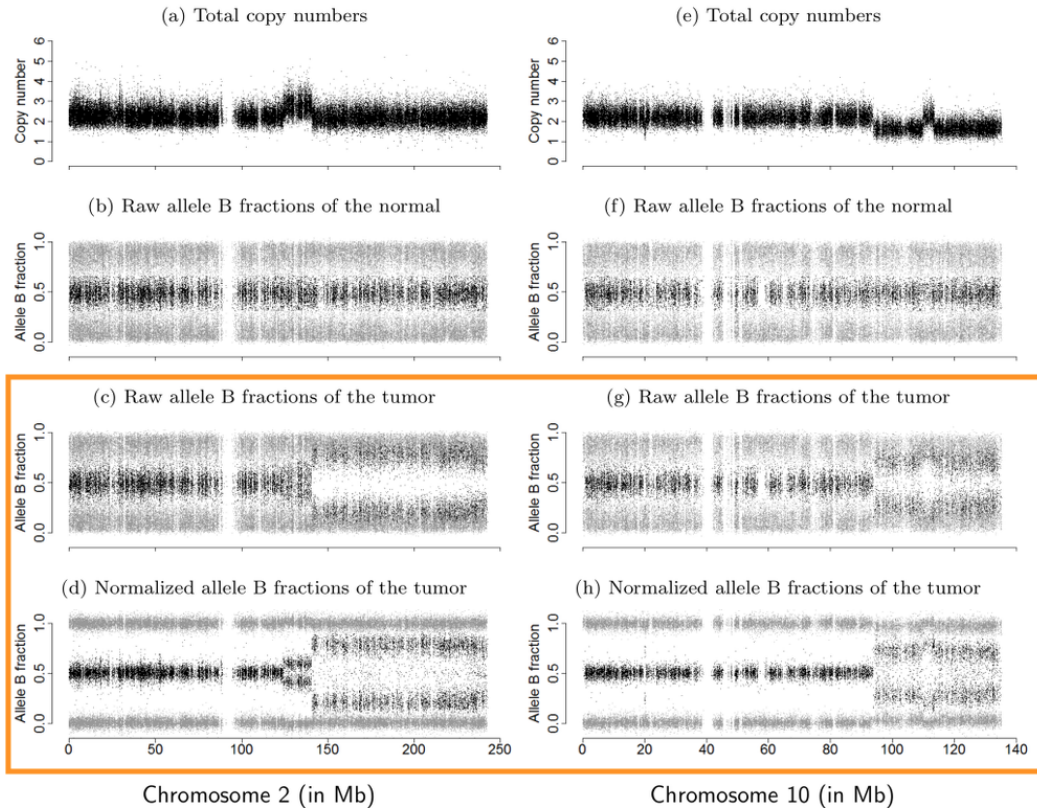 (a) Total copy numbers
(e) Total copy numbers
Copy number
0 1 2 3 4 5 6
Copy number
0 1 2 3 4 5 6
(b) Raw allele B fractions of the normal
(f) Raw allele B fractions of the normal
Allele B fraction
0.0 0.5 1.0
Allele B fraction
0.0 0.5 1.0
(c) Raw allele B fractions of the tumor
(g) Raw allele B fractions of the tumor
Allele B fraction
0.0 0.5 1.0
Allele B fraction
0.0 0.5 1.0
(d) Normalized allele B fractions of the tumor
(h) Normalized allele B fractions of the tumor
Allele B fraction
0.0 0.5 1.0
Allele B fraction
0.0 0.5 1.0
0 50 100 150 200 250
0 20 40 60 80 100 120 140
Chromosome 2 (in Mb)
Chromosome 10 (in Mb)